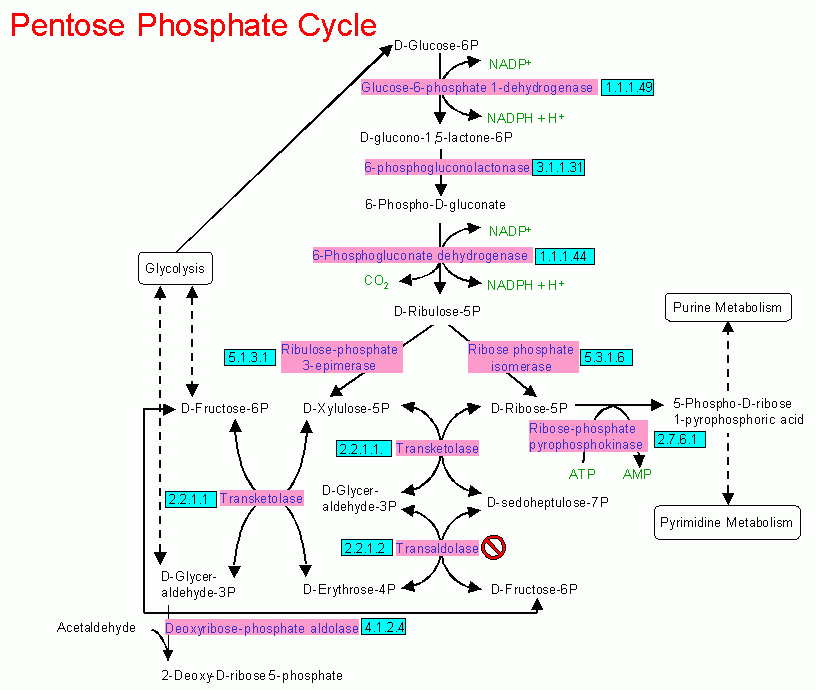 Pentose Phosphate Cycle
D-Glucose-6P
NADP+
Glucose-6-phosphate 1-dehydrogenase 1.1.1.49
NADPH + H+
D-glucono-1,5-lactone-6P
6-phosphogluconolactonase 3.1.1.31
6-Phospho-D-gluconate
NADP+
6-Phosphogluconate dehydrogenase 1.1.1.44
Glycolysis
CO2
NADPH + H+
D-Ribulose-5P
Purine Metabolism
5.1.3.1
Ribulose-phosphate
3-epimerase
Ribose phosphate
isomerase
5.3.1.6
D-Fructose-6P
D-Xylulose-5P
D-Ribose-5P
5-Phospho-D-ribose
1-pyrophosphoric acid
Ribose-phosphate
pyrophosphokinase
2.7.6.1
ATP
AMP
2.2.1.1.
Transketolase
2.2.1.1
Transketolase
D-Glycer-
aldehyde-3P
D-sedoheptulose-7P
Pyrimidine Metabolism
2.2.1.2
Transaldolase
D-Glycer-
aldehyde-3P
D-Erythrose-4P
D-Fructose-6P
Acetaldehyde
Deoxyribose-phosphate aldolase 4.1.2.4
2-Deoxy-D-ribose 5-phosphate